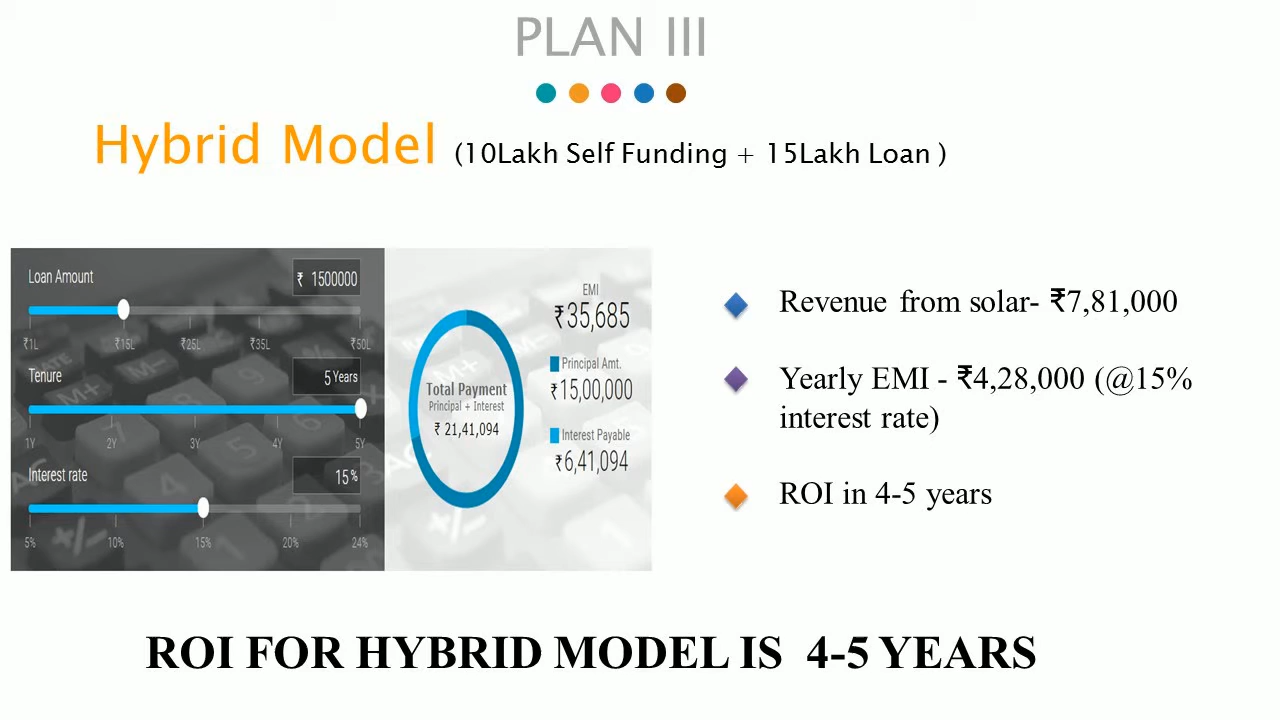 PLAN III
Hybrid Model (10Lakh Self Funding + 15Lakh Loan )
Loan Amount
₹ 1500000
₹1L ₹15L ₹25L ₹35L ₹50L
Tenure
5 Years
1Y 2Y 3Y 4Y 5Y
Interest rate
15%
5% 10% 15% 20% 24%
Total Payment
Principal + Interest
₹ 21,41,094
EMI
₹35,685
Principal Amt.
₹15,00,000
Interest Payable
₹6,41,094
Revenue from solar- ₹7,81,000
Yearly EMI - ₹4,28,000 (@15%
interest rate)
ROI in 4-5 years
ROI FOR HYBRID MODEL IS 4-5 YEARS